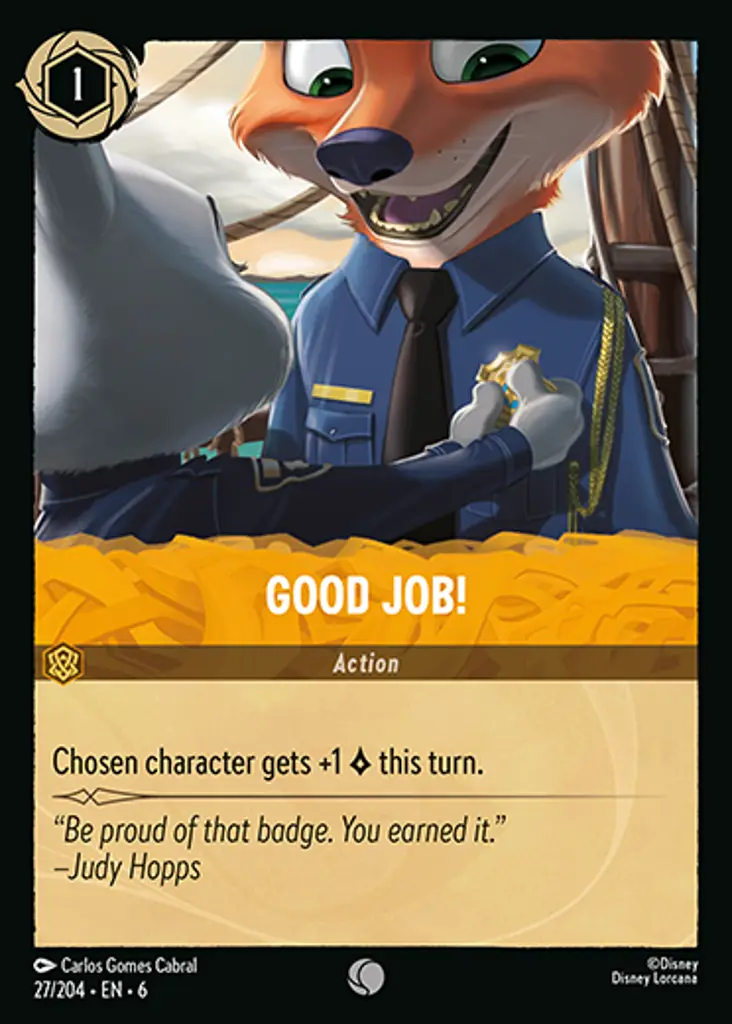 1
GOOD JOB!
Action
Chosen character gets +1 this turn.
“Be proud of that badge. You earned it.”
–Judy Hopps
Carlos Gomes Cabral
27/204 • EN • 6
©Disney
Disney Lorcana